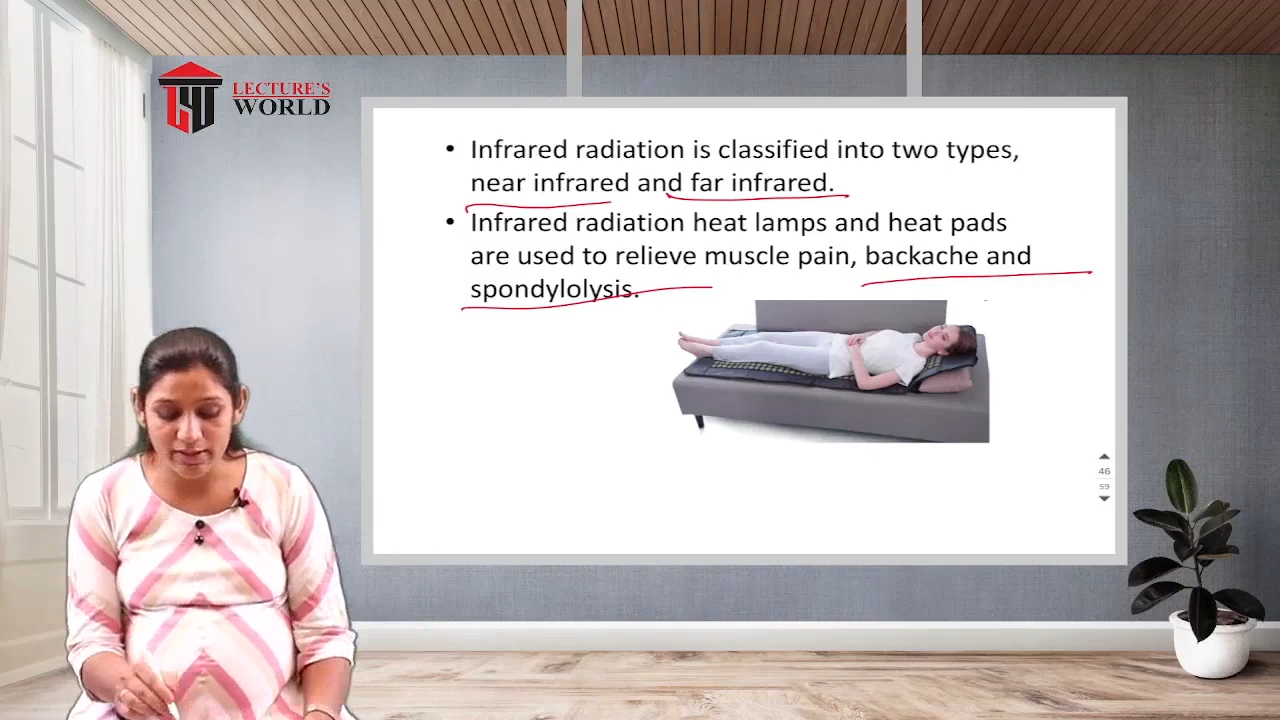 LECTURE'S
WORLD
• Infrared radiation is classified into two types,
near infrared and far infrared.
• Infrared radiation heat lamps and heat pads
are used to relieve muscle pain, backache and
spondylolysis.
46
59